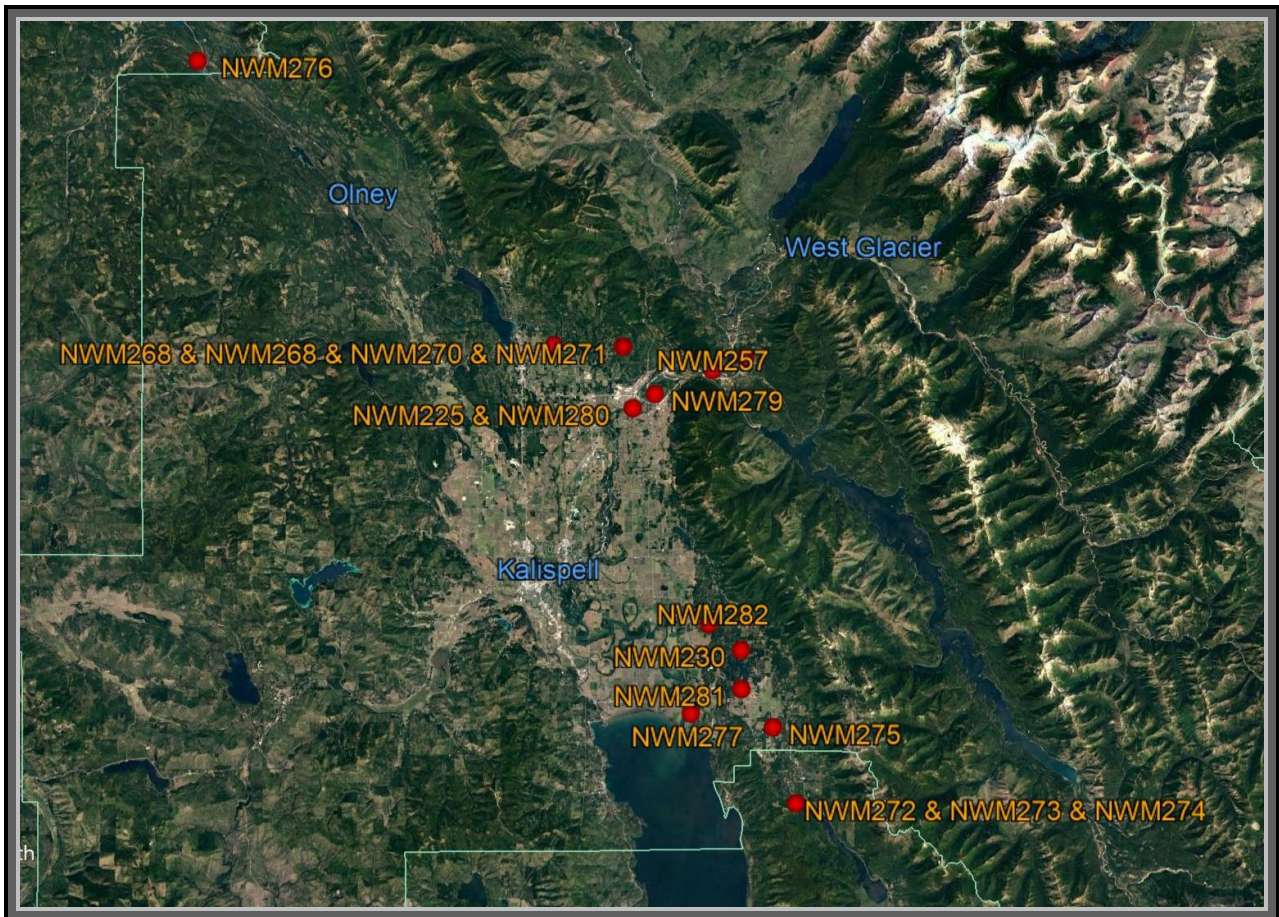 NWM276
Olney
West Glacier
NWM268 & NWM268 & NWM270 & NWM271
NWM257
NWM279
NWM225 & NWM280
Kalispell
NWM282
NWM230
NWM281
NWM277
NWM275
NWM272 & NWM273 & NWM274
th